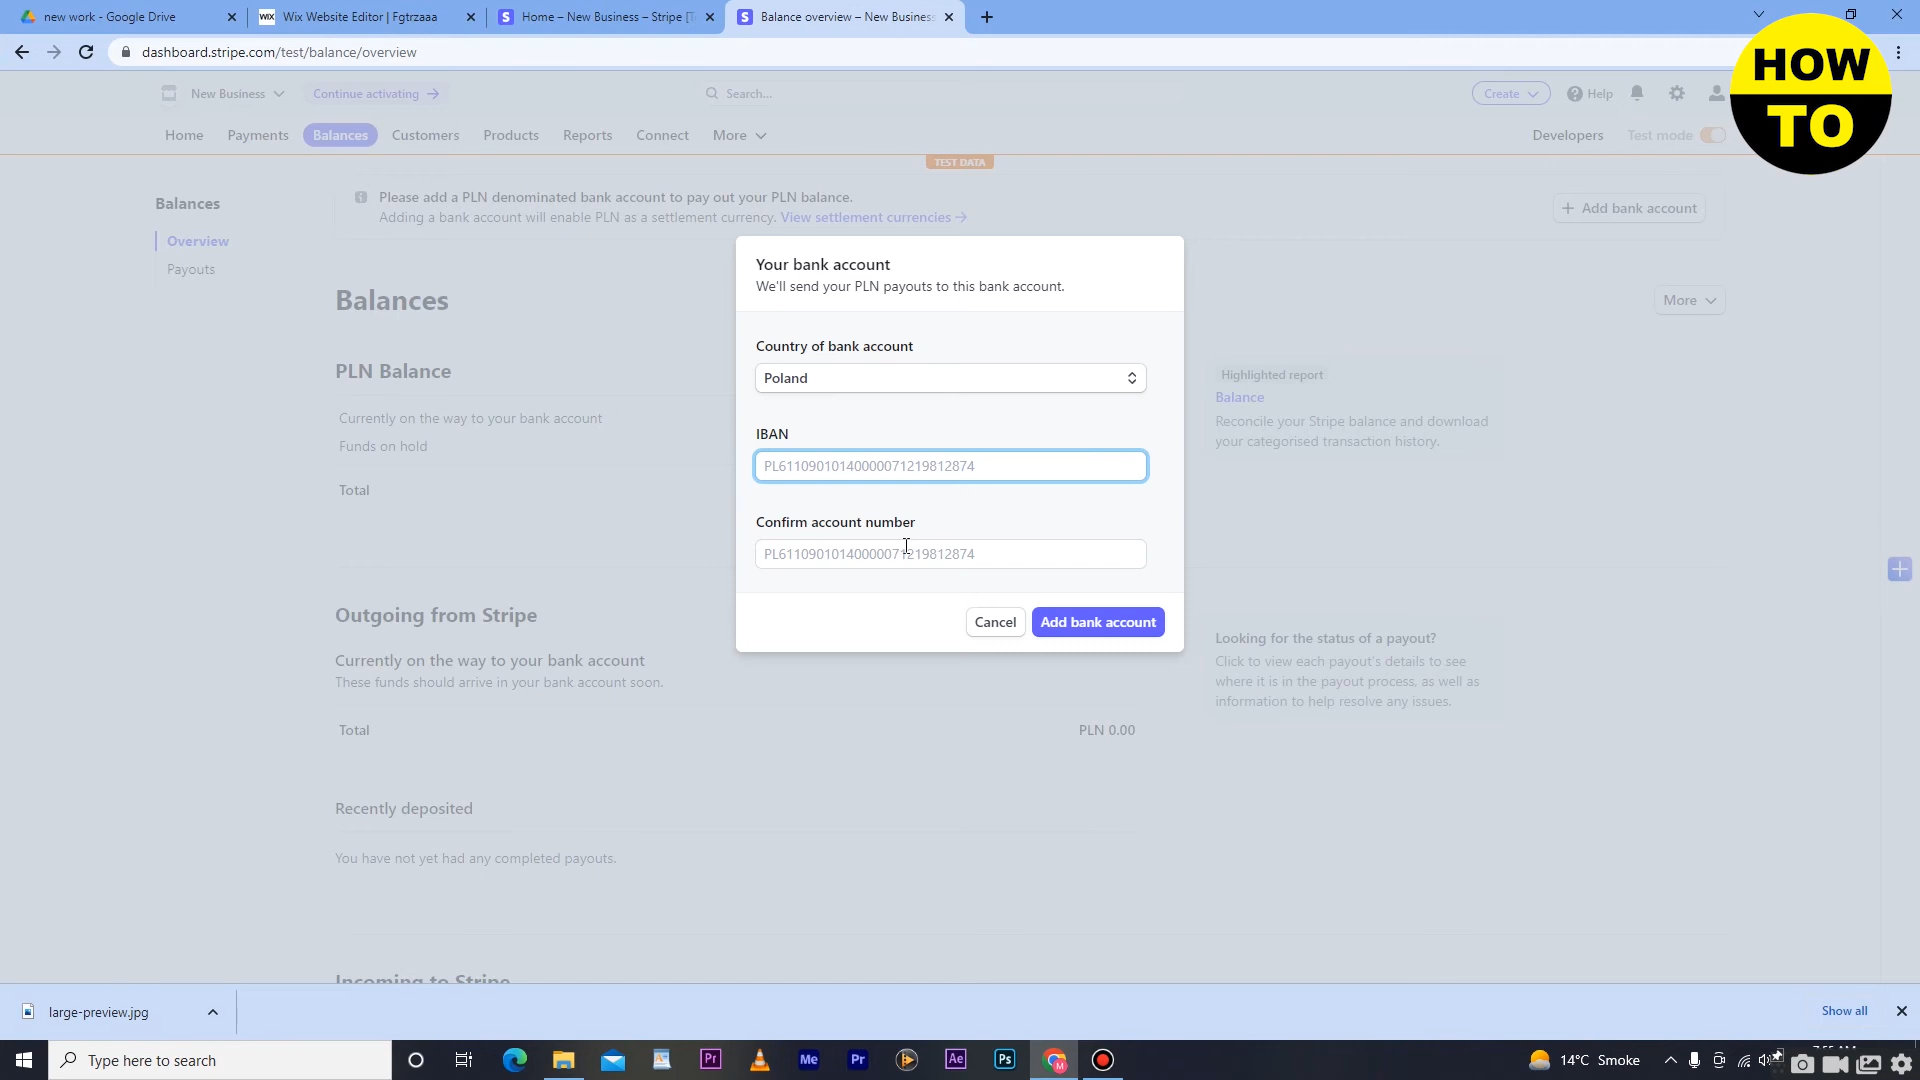 new work - Google Drive
WIX Wix Website Editor | Fgtrzaaa
S Home – New Business – Stripe [T
S Balance overview – New Business
dashboard.stripe.com/test/balance/overview
HOW
TO
New Business
Continue activating →
Search...
Create
Help
Home
Payments
Balances
Customers
Products
Reports
Connect
More
Developers
Test mode
TEST DATA
Balances
Overview
Payouts
Please add a PLN denominated bank account to pay out your PLN balance.
Adding a bank account will enable PLN as a settlement currency. View settlement currencies →
+ Add bank account
Balances
More
PLN Balance
Currently on the way to your bank account
Funds on hold
Total
Your bank account
We'll send your PLN payouts to this bank account.
Country of bank account
Poland
IBAN
PL61109010140000071219812874
Confirm account number
PL61109010140000071219812874
Cancel
Add bank account
Highlighted report
Balance
Reconcile your Stripe balance and download
your categorised transaction history.
Outgoing from Stripe
Currently on the way to your bank account
These funds should arrive in your bank account soon.
Total
PLN 0.00
Looking for the status of a payout?
Click to view each payout's details to see
where it is in the payout process, as well as
information to help resolve any issues.
Recently deposited
You have not yet had any completed payouts.
Incoming to Stripe
large-preview.jpg
Show all
Type here to search
Pr
Me
Pr
Ae
Ps
M
14°C Smoke